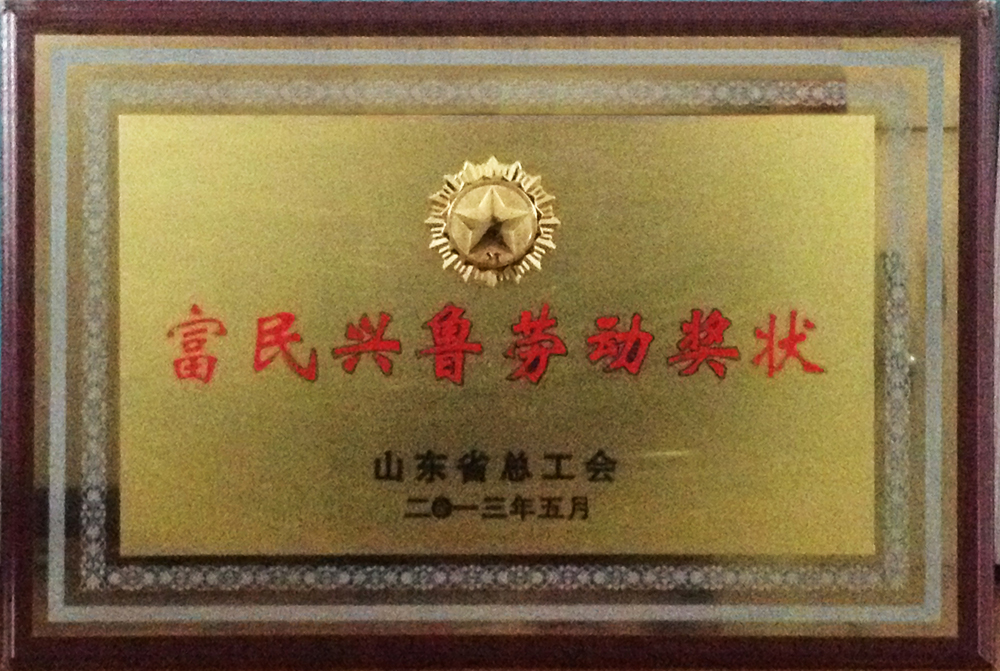 富民兴鲁劳动奖状
山东省总工会
二〇一三年五月